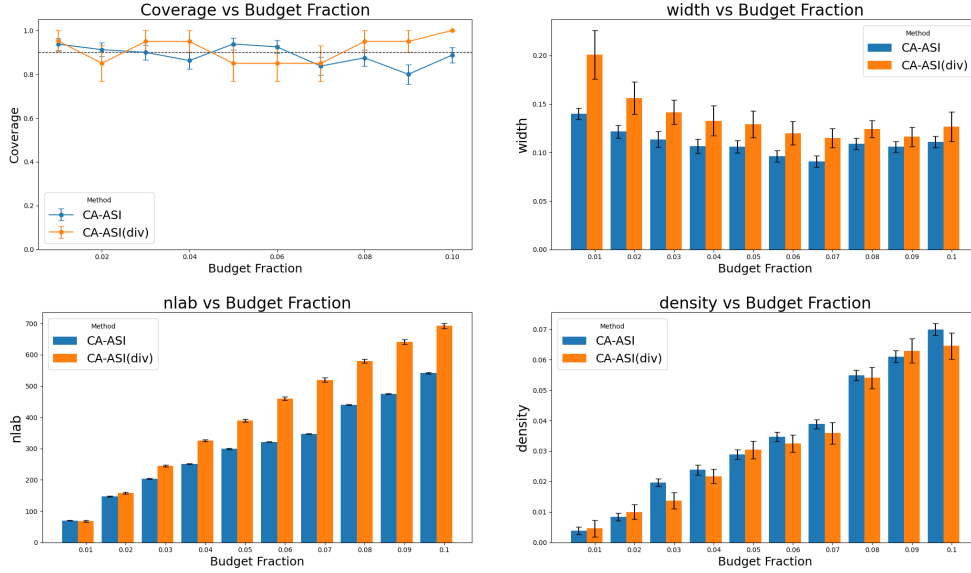 Coverage vs Budget Fraction
1.0
0.8
0.6
0.4
0.2
0.0
Coverage
Method
CA-ASI
CA-ASI(div)
0.02
0.04
0.06
0.08
0.10
Budget Fraction
width vs Budget Fraction
0.20
0.15
0.10
0.05
0.00
width
Method
CA-ASI
CA-ASI(div)
0.01
0.02
0.03
0.04
0.05
0.06
0.07
0.08
0.09
0.1
Budget Fraction
nlab vs Budget Fraction
700
600
500
400
300
200
100
0
nlab
Method
CA-ASI
CA-ASI(div)
0.01
0.02
0.03
0.04
0.05
0.06
0.07
0.08
0.09
0.1
Budget Fraction
density vs Budget Fraction
0.07
0.06
0.05
0.04
0.03
0.02
0.01
0.00
density
Method
CA-ASI
CA-ASI(div)
0.01
0.02
0.03
0.04
0.05
0.06
0.07
0.08
0.09
0.1
Budget Fraction